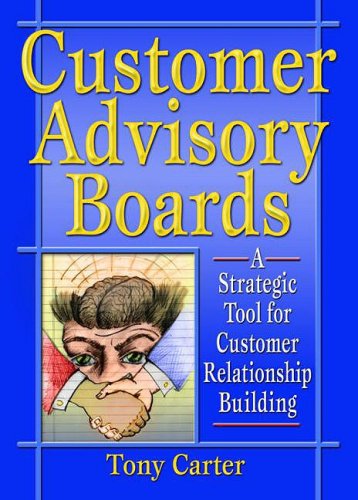 Customer
Advisory
Boards
A
Strategic
Tool for
Customer
Relationship
Building
Tony Carter